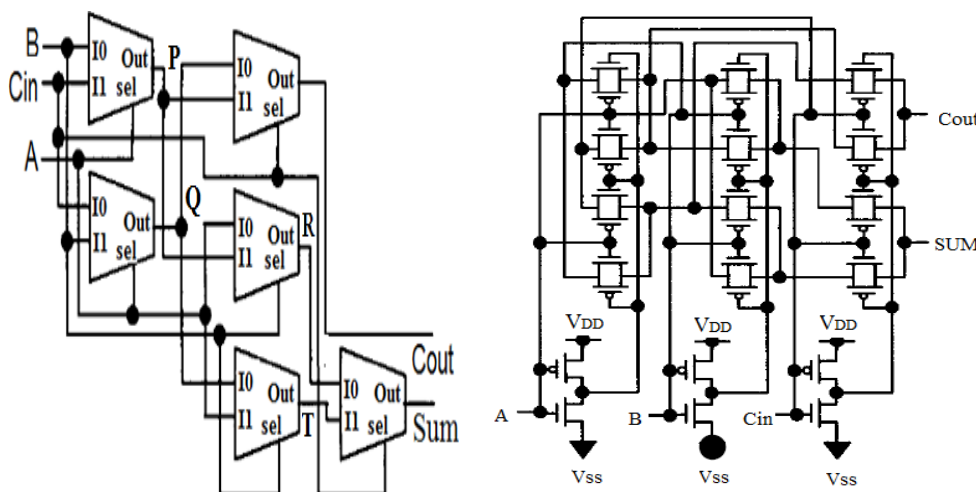 B
Cin
A
I0
Out
I1
sel
P
I0
Out
I1
sel
I0
Out
I1
sel
Q
I0
Out
I1
sel
R
I0
Out
I1
sel
T
I0
Out
I1
sel
Cout
Sum
Cout
SUM
VDD
VDD
VDD
A
B
Cin
Vss
Vss
Vss